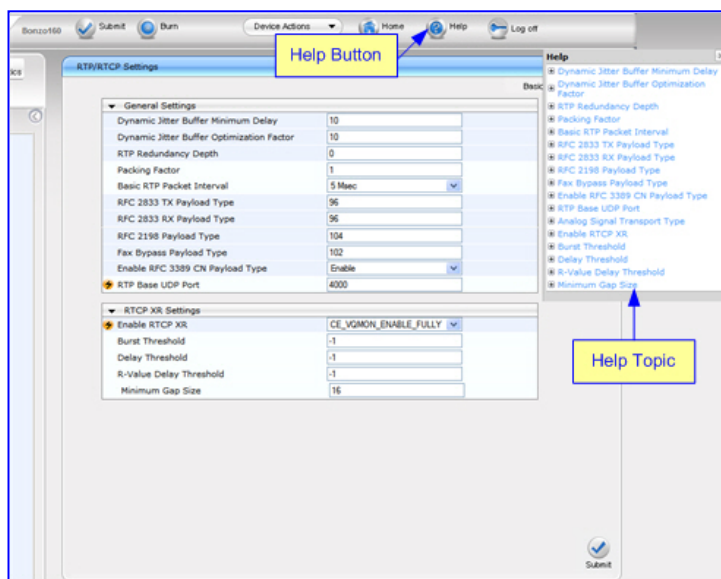 Bonzo160 Submit Burn Device Actions Home Help Log off
Help Button
ics
RTP/RTCP Settings
Basic
General Settings
Dynamic Jitter Buffer Minimum Delay 10
Dynamic Jitter Buffer Optimization Factor 10
RTP Redundancy Depth 0
Packing Factor 1
Basic RTP Packet Interval 5 Msec
RFC 2833 TX Payload Type 96
RFC 2833 RX Payload Type 96
RFC 2198 Payload Type 104
Fax Bypass Payload Type 102
Enable RFC 3389 CN Payload Type Enable
RTP Base UDP Port 4000
RTCP XR Settings
Enable RTCP XR CE_VQMON_ENABLE_FULLY
Burst Threshold -1
Delay Threshold -1
R-Value Delay Threshold -1
Minimum Gap Size 16
Submit
Help
Dynamic Jitter Buffer Minimum Delay
Dynamic Jitter Buffer Optimization
Factor
RTP Redundancy Depth
Packing Factor
Basic RTP Packet Interval
RFC 2833 TX Payload Type
RFC 2833 RX Payload Type
RFC 2198 Payload Type
Fax Bypass Payload Type
Enable RFC 3389 CN Payload Type
RTP Base UDP Port
Analog Signal Transport Type
Enable RTCP XR
Burst Threshold
Delay Threshold
R-Value Delay Threshold
Minimum Gap Size
Help Topic